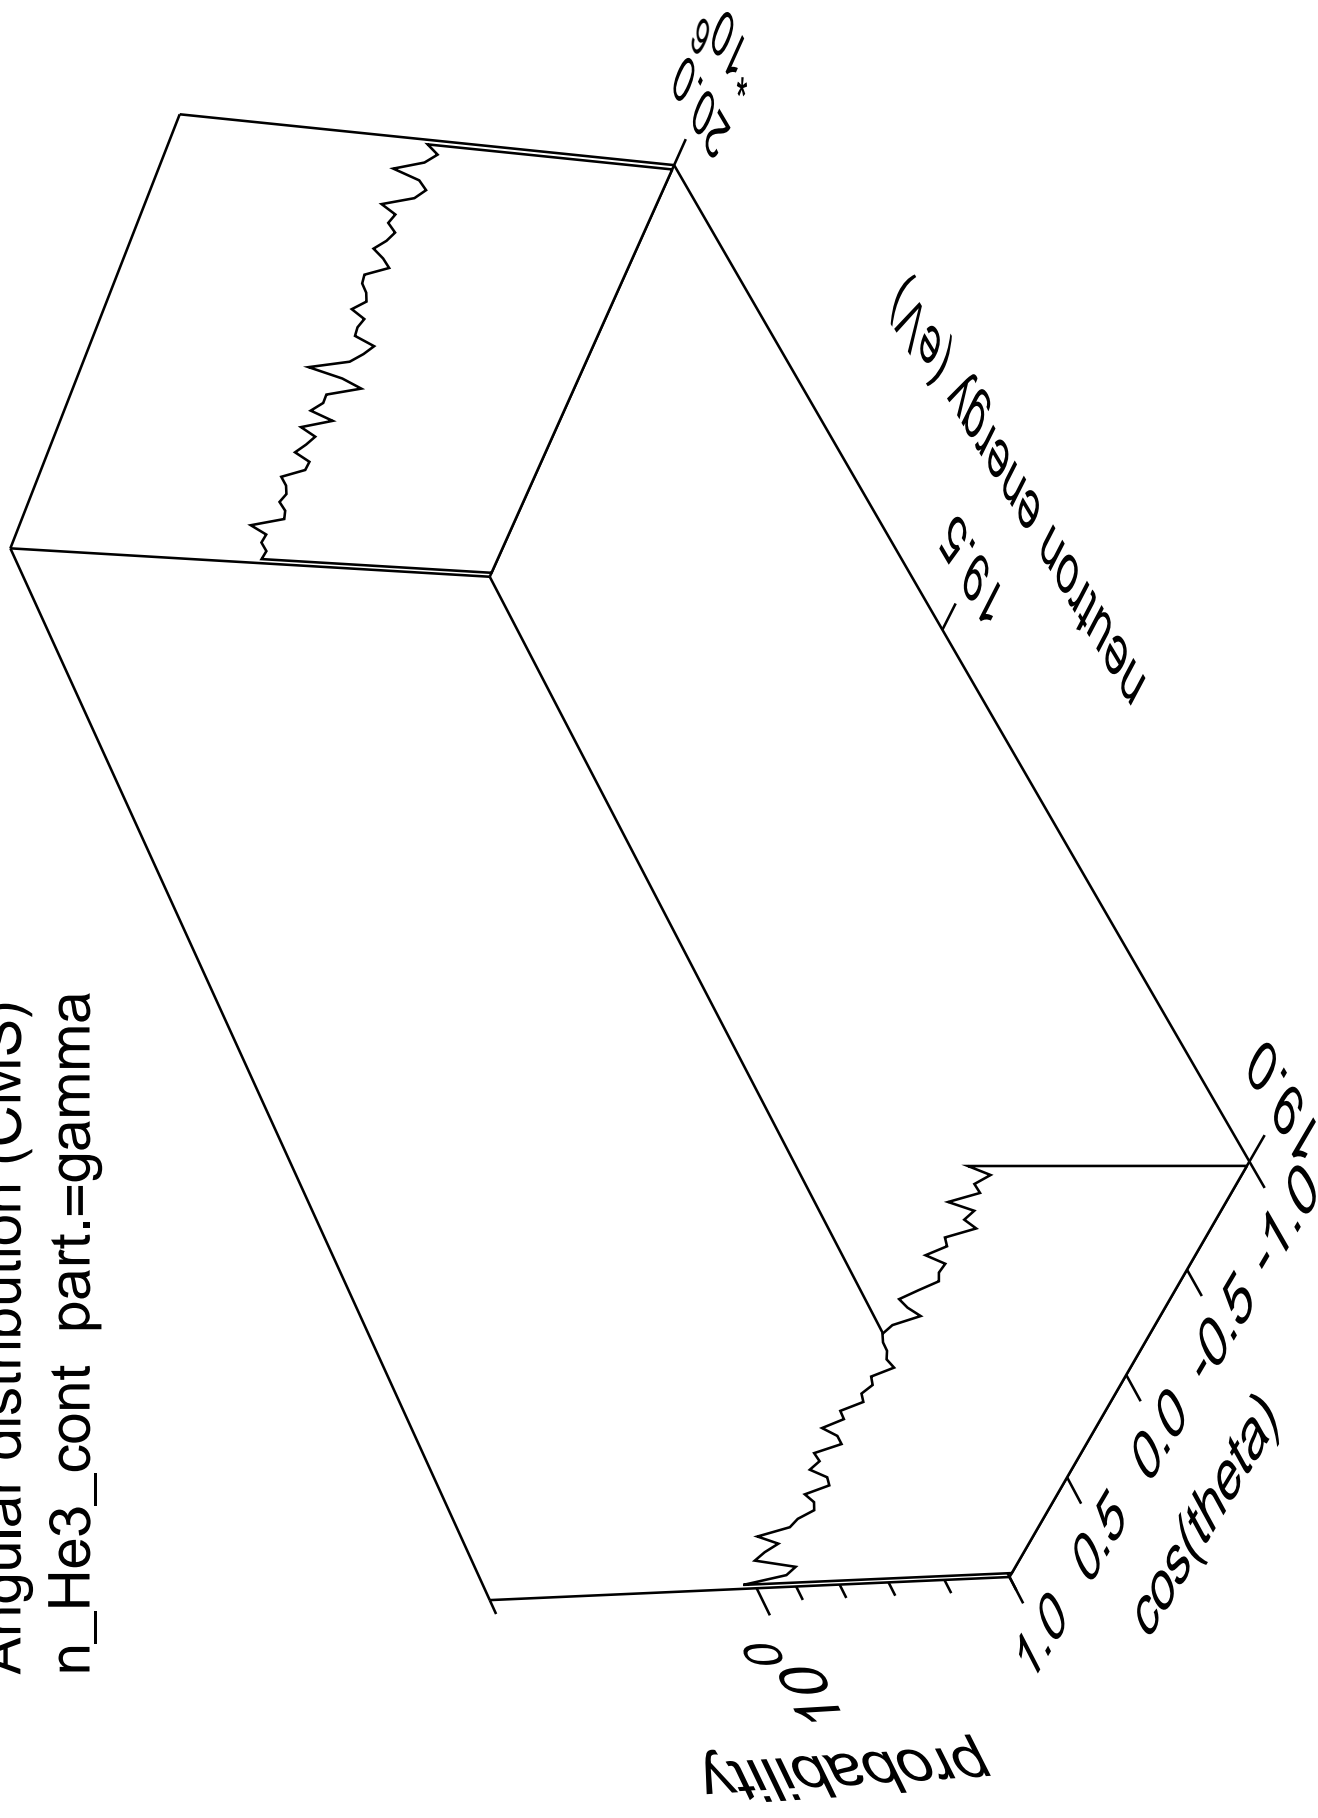 Angular distribution (CMS)
n_He3_cont part.=gamma
probability
10^0
1.0
0.5
0.0
-0.5
-1.0
cos(theta)
19.0
19.5
20.0
* 10^6
neutron energy (eV)